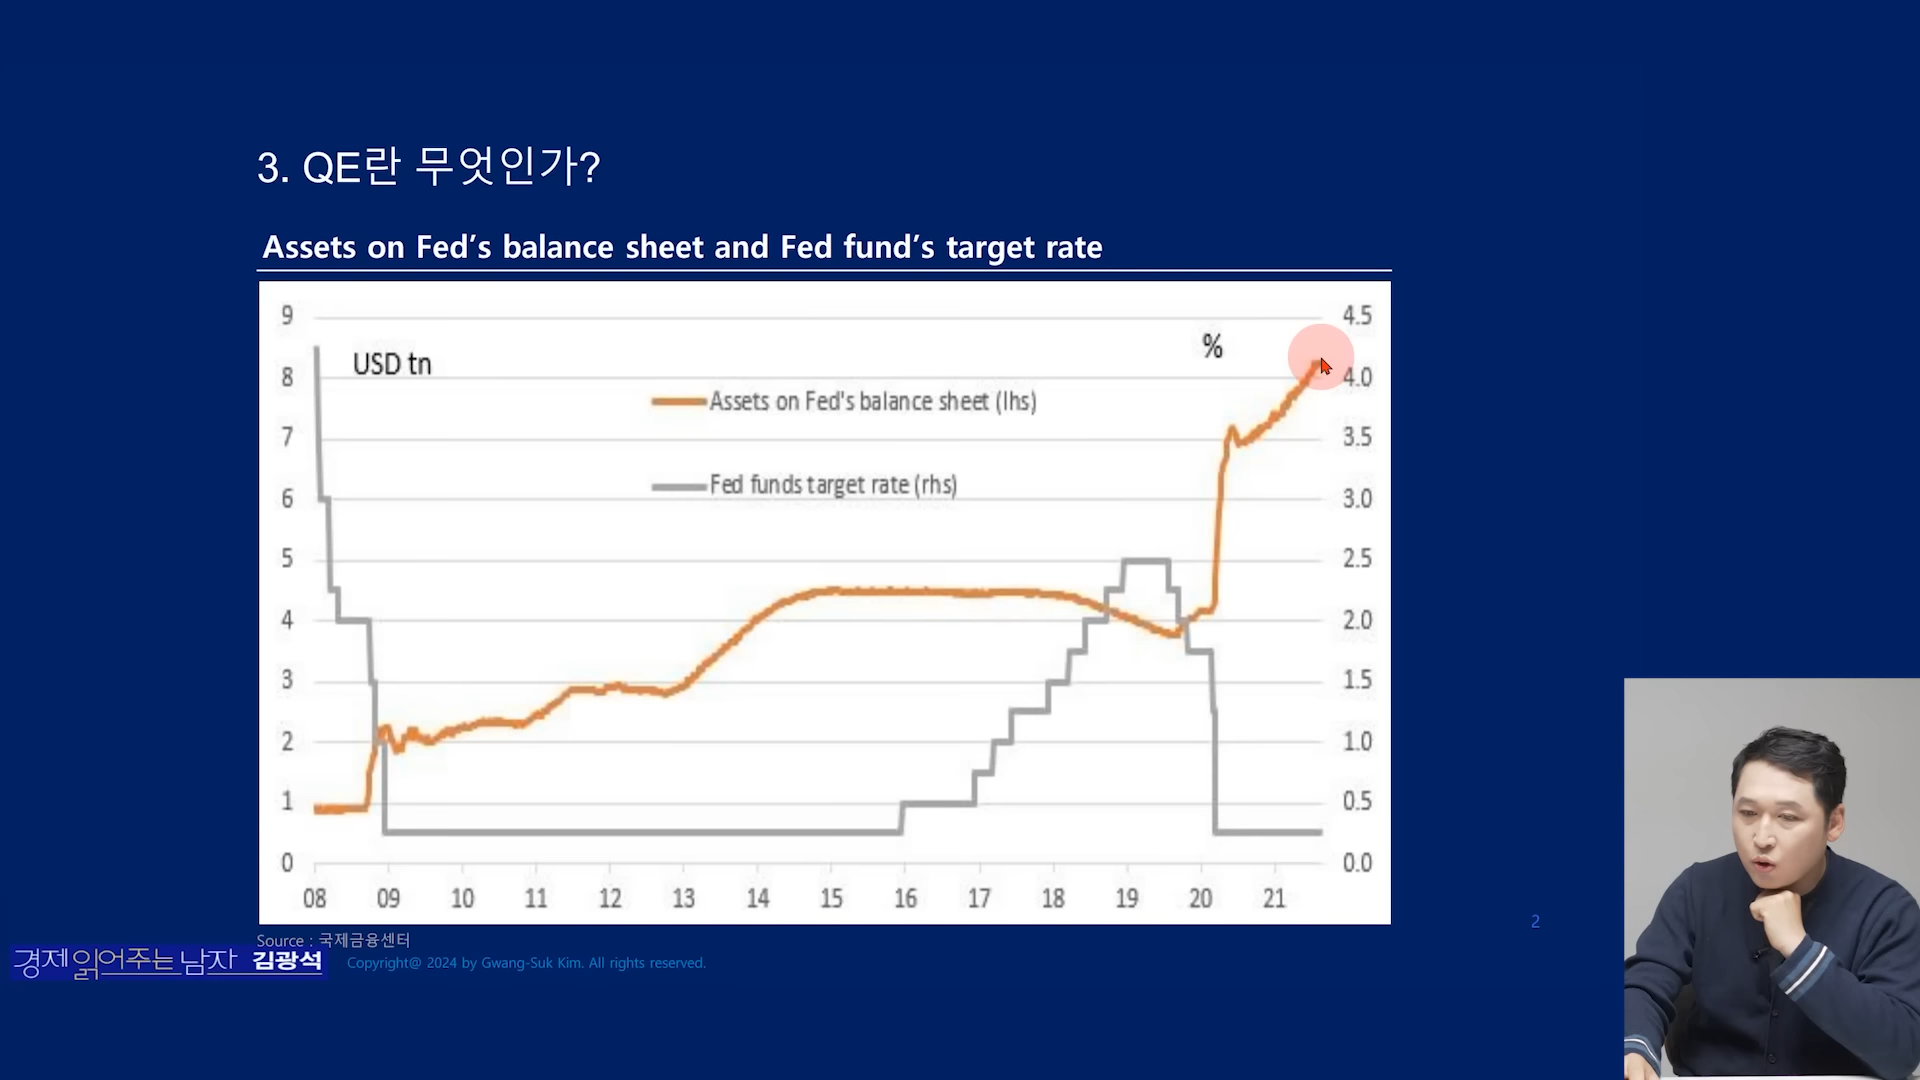 3. QE란 무엇인가?
Assets on Fed’s balance sheet and Fed fund’s target rate
9 4.5
USD tn %
8 4.0
Assets on Fed's balance sheet (lhs)
7 3.5
Fed funds target rate (rhs)
6 3.0
5 2.5
4 2.0
3 1.5
2 1.0
1 0.5
0 0.0
08 09 10 11 12 13 14 15 16 17 18 19 20 21
2
Source : 국제금융센터
경제 읽어주는 남자 김광석
Copyright@ 2024 by Gwang-Suk Kim. All rights reserved.